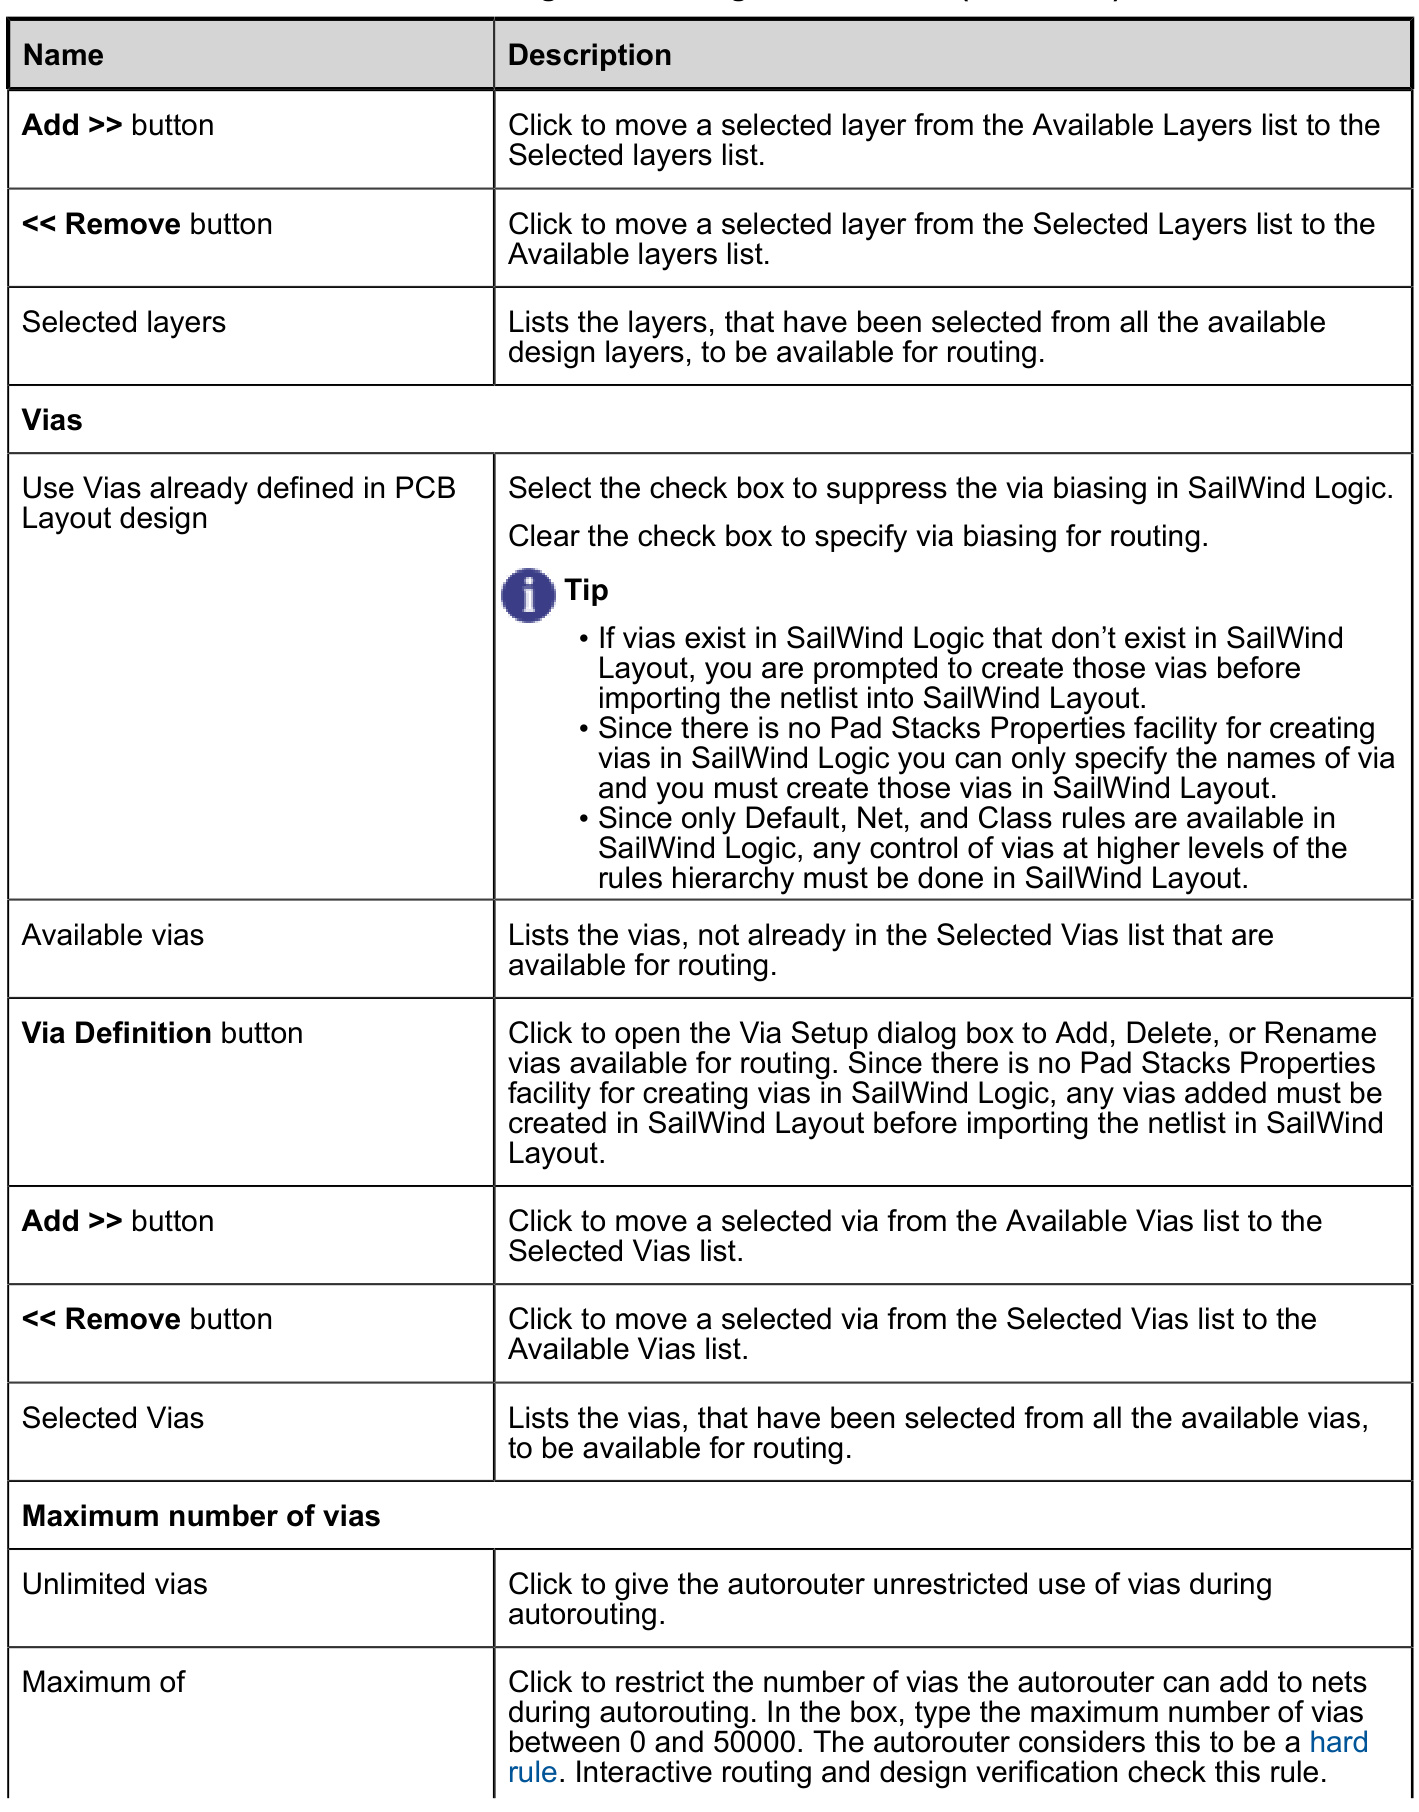 Name
Description
Add >> button
Click to move a selected layer from the Available Layers list to the
Selected layers list.
<< Remove button
Click to move a selected layer from the Selected Layers list to the
Available layers list.
Selected layers
Lists the layers, that have been selected from all the available
design layers, to be available for routing.
Vias
Use Vias already defined in PCB
Layout design
Select the check box to suppress the via biasing in SailWind Logic.
Clear the check box to specify via biasing for routing.
Tip
• If vias exist in SailWind Logic that don’t exist in SailWind
Layout, you are prompted to create those vias before
importing the netlist into SailWind Layout.
• Since there is no Pad Stacks Properties facility for creating
vias in SailWind Logic you can only specify the names of via
and you must create those vias in SailWind Layout.
• Since only Default, Net, and Class rules are available in
SailWind Logic, any control of vias at higher levels of the
rules hierarchy must be done in SailWind Layout.
Available vias
Lists the vias, not already in the Selected Vias list that are
available for routing.
Via Definition button
Click to open the Via Setup dialog box to Add, Delete, or Rename
vias available for routing. Since there is no Pad Stacks Properties
facility for creating vias in SailWind Logic, any vias added must be
created in SailWind Layout before importing the netlist in SailWind
Layout.
Add >> button
Click to move a selected via from the Available Vias list to the
Selected Vias list.
<< Remove button
Click to move a selected via from the Selected Vias list to the
Available Vias list.
Selected Vias
Lists the vias, that have been selected from all the available vias,
to be available for routing.
Maximum number of vias
Unlimited vias
Click to give the autorouter unrestricted use of vias during
autorouting.
Maximum of
Click to restrict the number of vias the autorouter can add to nets
during autorouting. In the box, type the maximum number of vias
between 0 and 50000. The autorouter considers this to be a hard
rule. Interactive routing and design verification check this rule.